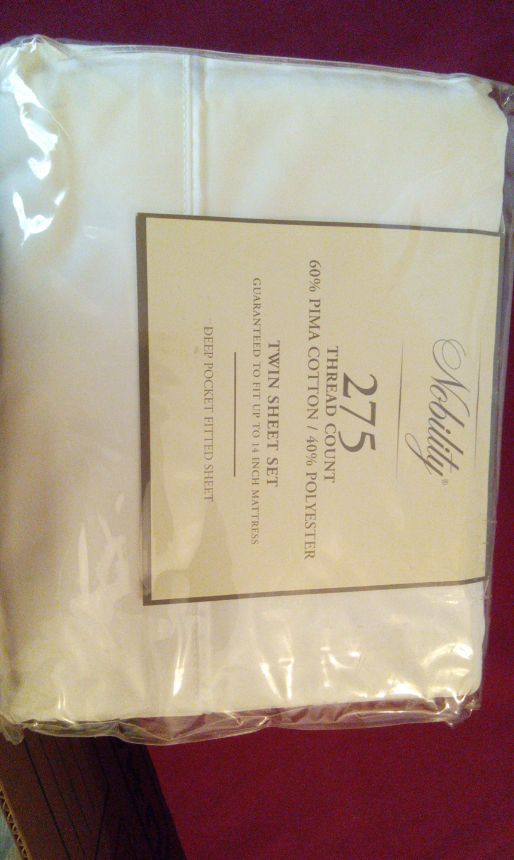 Nobility®
275
THREAD COUNT
60% PIMA COTTON / 40% POLYESTER
TWIN SHEET SET
GUARANTEED TO FIT UP TO 14 INCH MATTRESS
DEEP POCKET FITTED SHEET